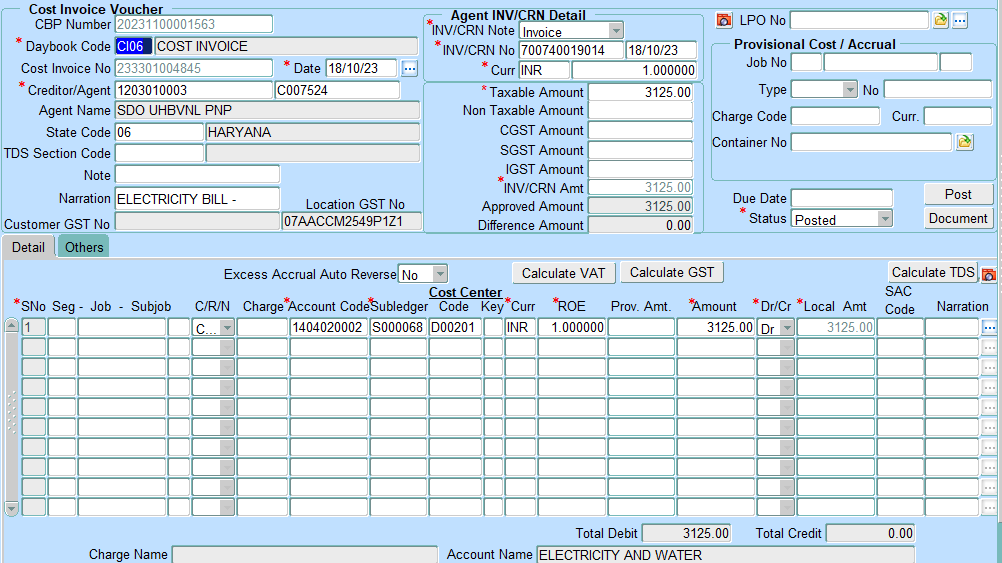 Cost Invoice Voucher
CBP Number 20231100001563
* Daybook Code CI06 COST INVOICE
Cost Invoice No 233301004845 * Date 18/10/23 ...
* Creditor/Agent 1203010003 C007524
Agent Name SDO UHBVNL PNP
State Code 06 HARYANA
TDS Section Code
Note
Narration ELECTRICITY BILL - Location GST No
Customer GST No 07AACCM2549P1Z1
Agent INV/CRN Detail
*INV/CRN Note Invoice
*INV/CRN No 700740019014 18/10/23
* Curr INR 1.000000
*Taxable Amount 3125.00
Non Taxable Amount
CGST Amount
SGST Amount
IGST Amount
*INV/CRN Amt 3125.00
Approved Amount 3125.00
Difference Amount 0.00
LPO No ...
Provisional Cost / Accrual
Job No
Type No
Charge Code Curr.
Container No
Due Date Post
*Status Posted Document
Detail Others
Excess Accrual Auto Reverse No Calculate VAT Calculate GST Calculate TDS
Cost Center SAC
*SNo Seg - Job - Subjob C/R/N Charge *Account Code *Subledger Code Key *Curr *ROE Prov. Amt. *Amount *Dr/Cr *Local Amt Code Narration
1 C... 1404020002 S000068 D00201 INR 1.000000 3125.00 Dr 3125.00 ...
...
...
...
...
...
...
...
...
...
Total Debit 3125.00 Total Credit 0.00
Charge Name Account Name ELECTRICITY AND WATER